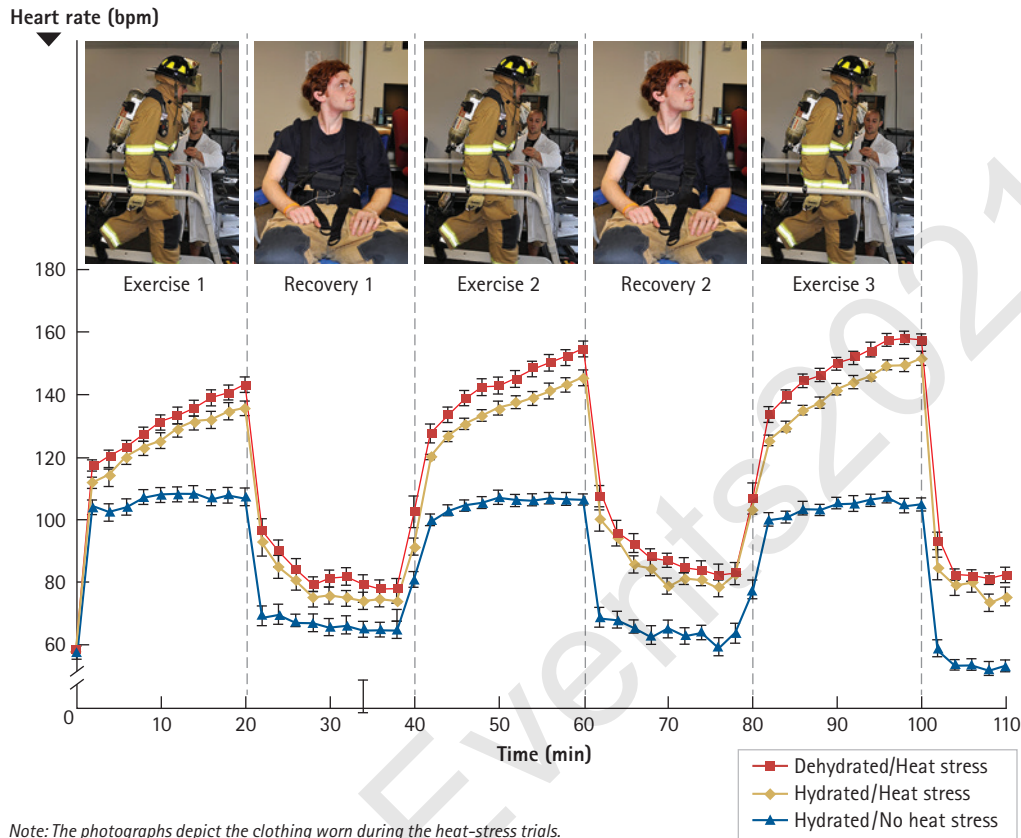 Heart rate (bpm)
180
Exercise 1
Recovery 1
Exercise 2
Recovery 2
Exercise 3
160
140
120
100
80
60
0
10
20
30
40
50
60
70
80
90
100
110
Time (min)
Dehydrated/Heat stress
Hydrated/Heat stress
Hydrated/No heat stress
Note: The photographs depict the clothing worn during the heat-stress trials.
Events2021